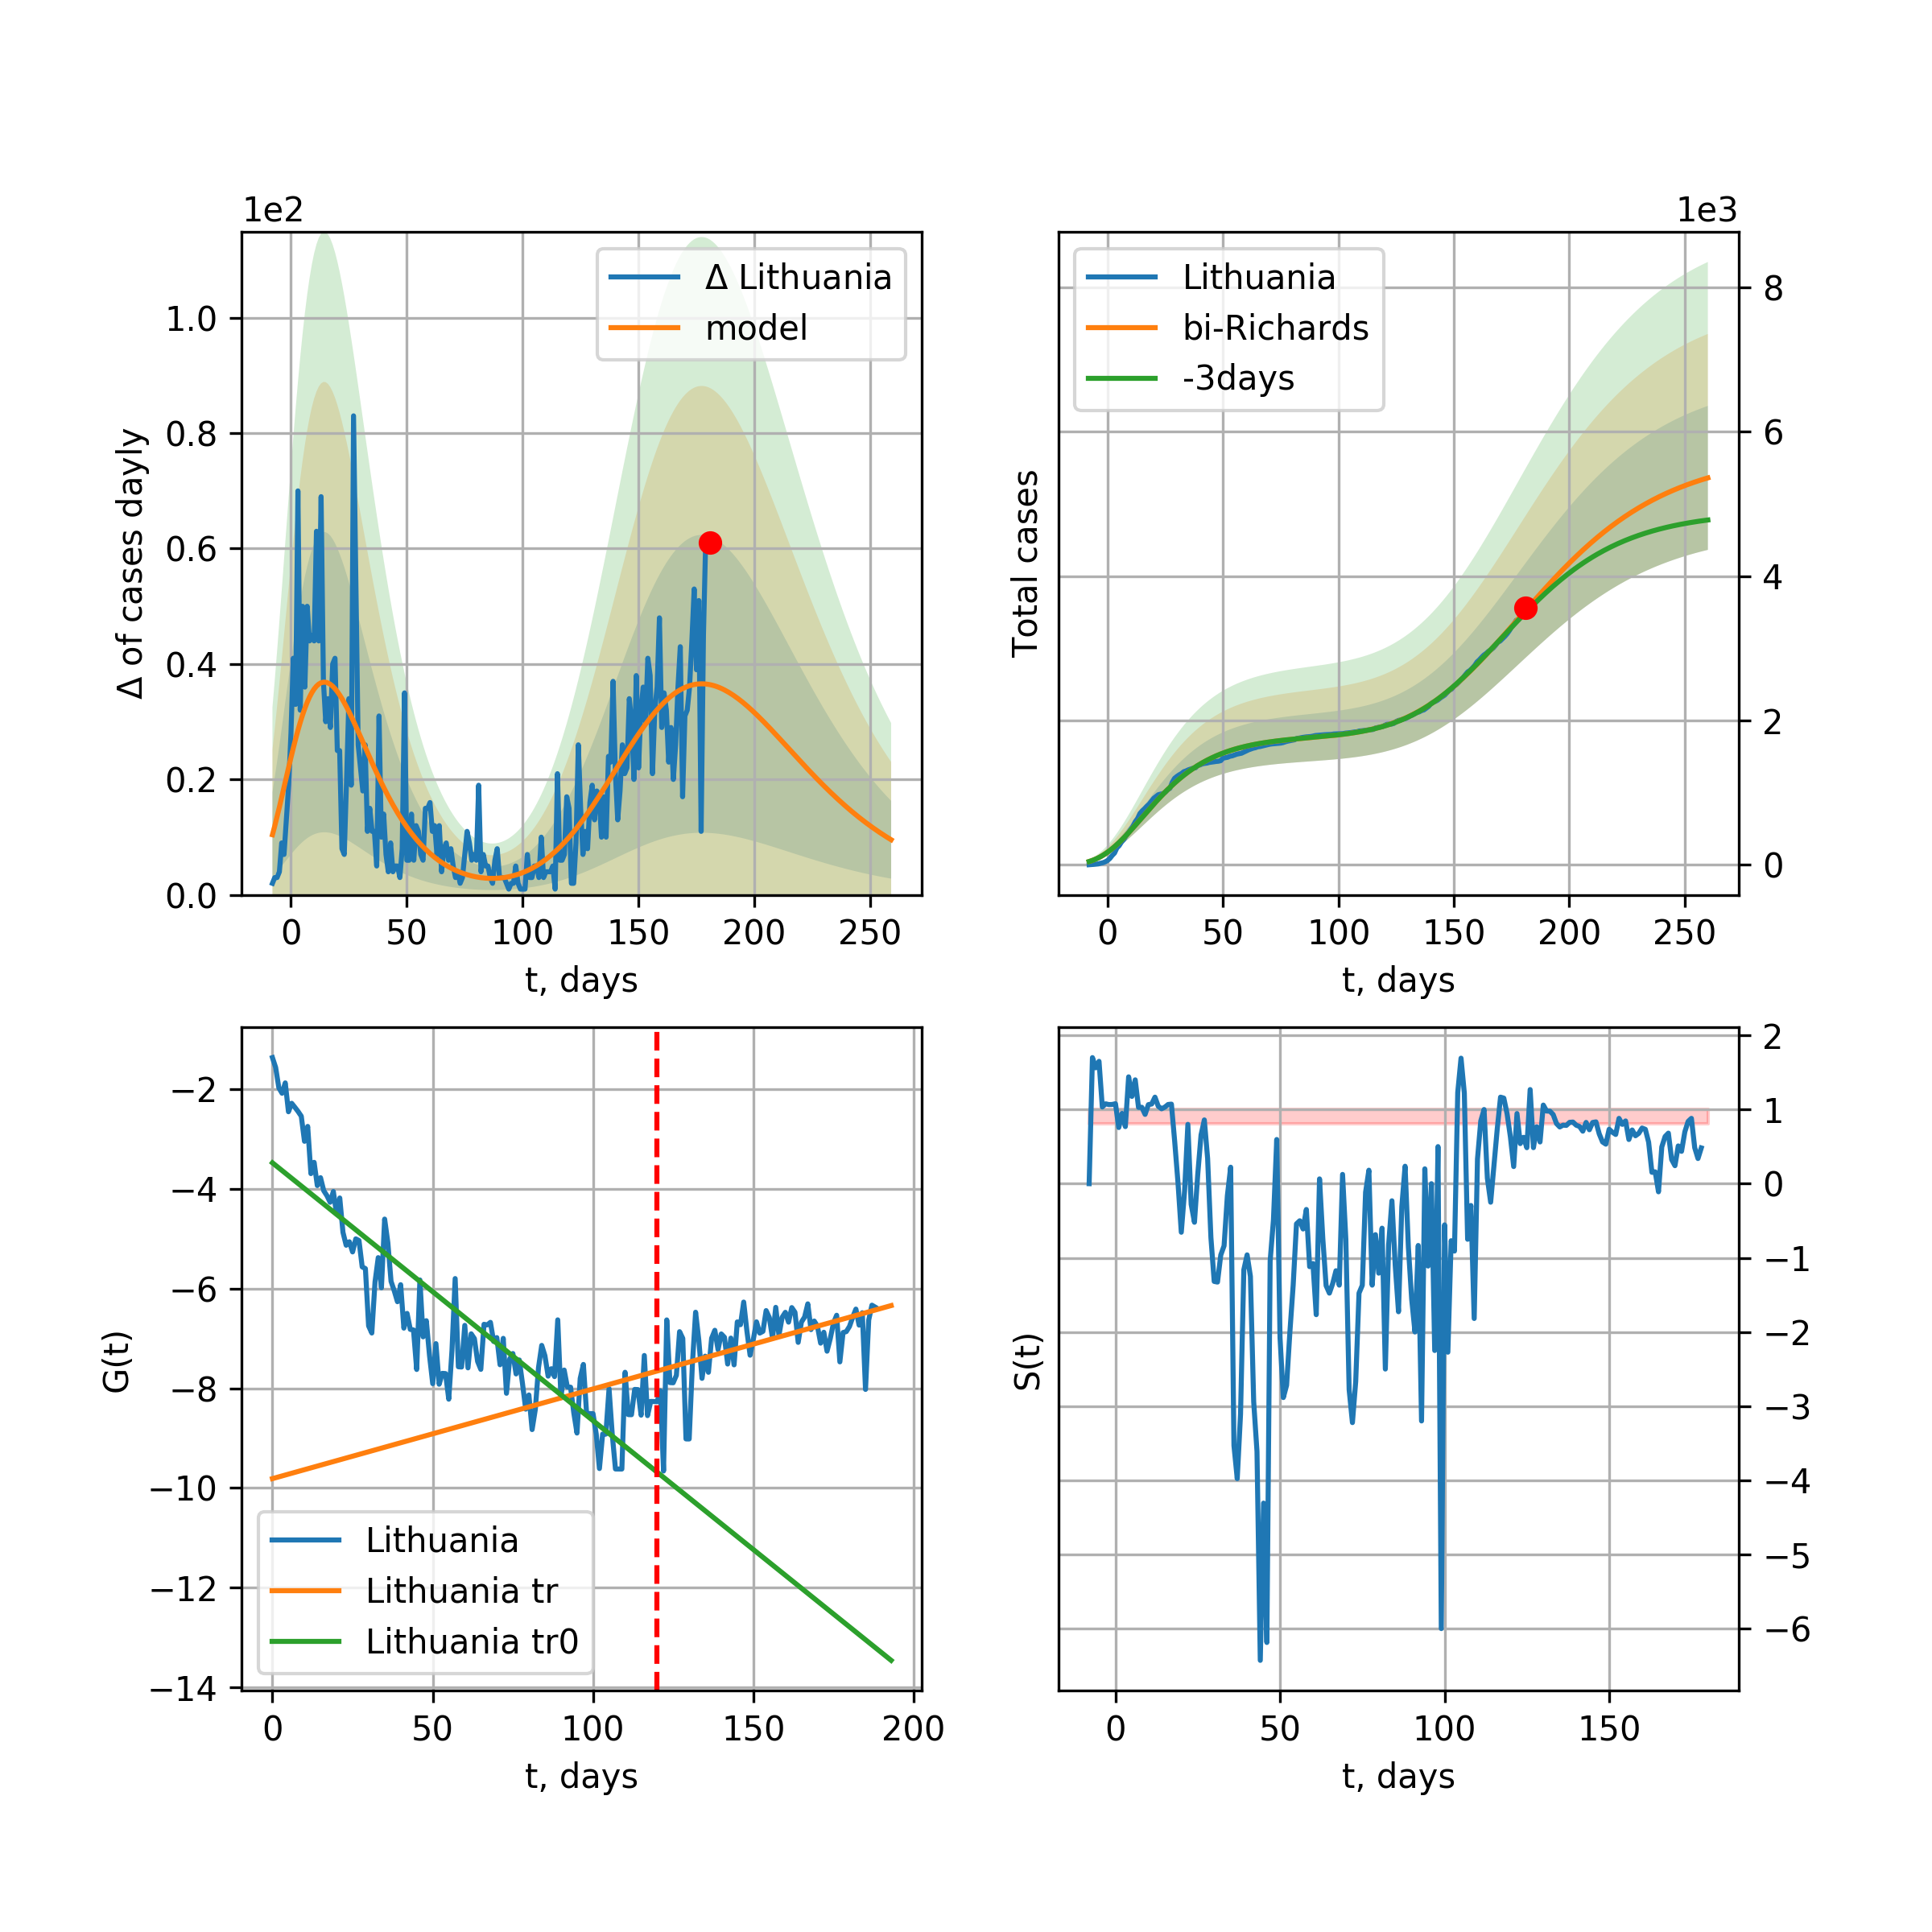 1e2
Δ Lithuania
model
1.0
0.8
0.6
0.4
0.2
0.0
Δ of cases dayly
0 50 100 150 200 250
t, days
1e3
Lithuania
bi-Richards
-3days
8
6
4
2
0
Total cases
0 50 100 150 200 250
t, days
−2
−4
−6
−8
−10
−12
−14
G(t)
Lithuania
Lithuania tr
Lithuania tr0
0 50 100 150 200
t, days
2
1
0
−1
−2
−3
−4
−5
−6
S(t)
0 50 100 150
t, days